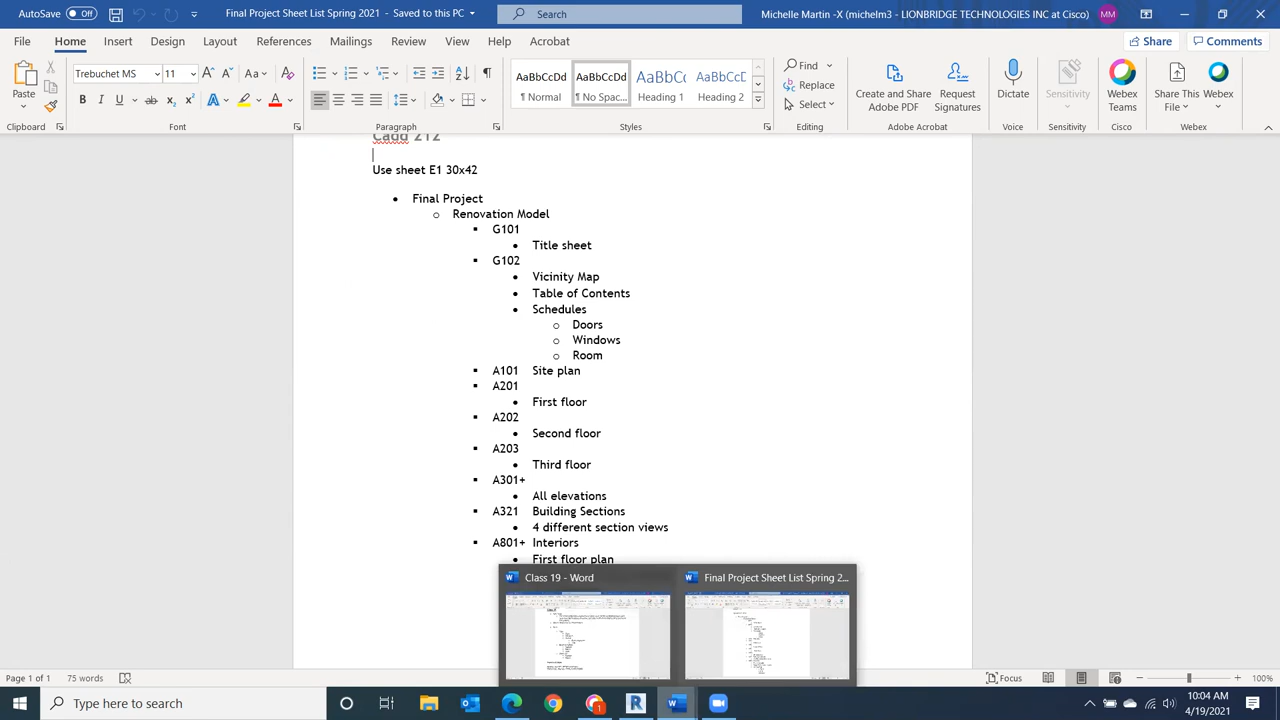 AutoSave Off Final Project Sheet List Spring 2021 Search Michelle Martin -X (michelm3 - LIONBRIDGE TECHNOLOGIES INC at Cisco) MM
File Home Insert Draw Design Layout References Mailings Review View Help Acrobat Share Comments
Paste
Clipboard
Trebuchet MS 11
Font
Paragraph
AaBbCcDd AaBbCcDd AaBbCc AaBbCcD
¶ Normal ¶ No Spac... Heading 1 Heading 2
Styles
Find
Replace
Select
Editing
Create and Share Adobe PDF
Request Signatures
Adobe Acrobat
Dictate
Voice
Sensitivity
Sensitivity
Webex Teams
Cisco
Share This File
Webex
Webex
Cadd 212
Use sheet E1 30x42
• Final Project
o Renovation Model
▪ G101
• Title sheet
▪ G102
• Vicinity Map
• Table of Contents
• Schedules
o Doors
o Windows
o Room
▪ A101 Site plan
▪ A201
• First floor
▪ A202
• Second floor
▪ A203
• Third floor
▪ A301+
• All elevations
▪ A321 Building Sections
• 4 different section views
▪ A801+ Interiors
• First floor plan
Class 19 - Word
Final Project Sheet List Spring 2...
Page 1 of 1 75 words Focus 100%
Type here to search
10:04 AM
4/19/2021